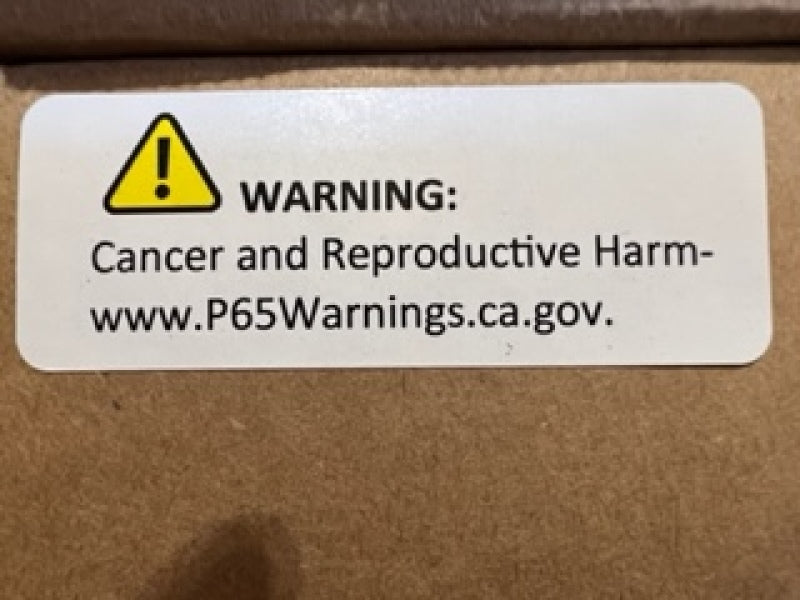 WARNING:
Cancer and Reproductive Harm-
www.P65Warnings.ca.gov.